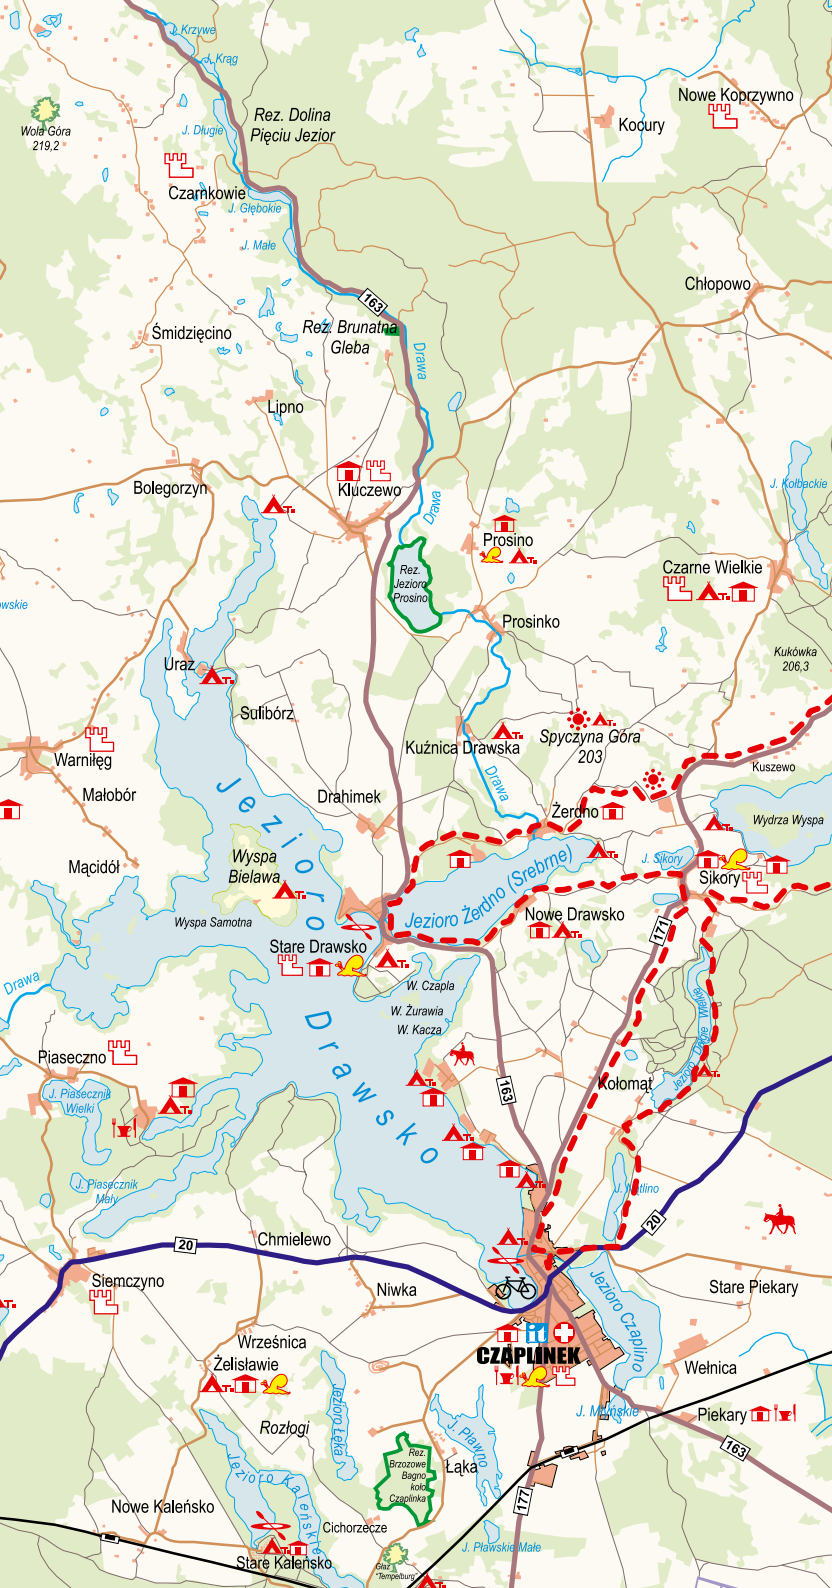 J. Krzywe
J. Krąg
Rez. Dolina
Pięciu Jezior
Wola Góra
219,2
J. Długie
Nowe Koprzywno
Kocury
Czarnkowie
J. Głębokie
J. Małe
Chłopowo
163
Śmidzięcino
Rez. Brunatna
Gleba
Drawa
Lipno
Bolegorzyn
Kluczewo
J. Kołbackie
Drawa
Prosino
Rez.
Jezioro
Prosino
Czarne Wielkie
Prosinko
Kukówka
206,3
Uraz
Sulibórz
Kuźnica Drawska
Spyczyna Góra
203
Warniłęg
Małobór
Drawa
Kuszewo
Drahimek
Żerdno
Wydrza Wyspa
Mącidół
Wyspa
Bielawa
J. Sikory
Sikory
Jezioro Żerdno (Srebrne)
Nowe Drawsko
Wyspa Samotna
Jezioro
Drawsko
Stare Drawsko
171
Drawa
W. Czapla
W. Żurawia
W. Kacza
Jezioro Długie Wielkie
Piaseczno
J. Piasecznik
Wielki
163
Kołomąt
J. Piasecznik
Mały
20
Chmielewo
20
Siemczyno
Niwka
Jezioro Czaplino
Stare Piekary
Wrześnica
it
CZAPLINEK
Żelisławie
Wełnica
Jezioro Łęka
J. Pławno
J. Młyńskie
Piekary
163
Rozłogi
Jezioro Kaleńskie
Rez.
Brzozowe
Bagno
koło
Czaplinka
Łąka
177
Nowe Kaleńsko
Cichorzecze
J. Pławskie Małe
Stare Kaleńsko
Głaz
"Tempelburg"